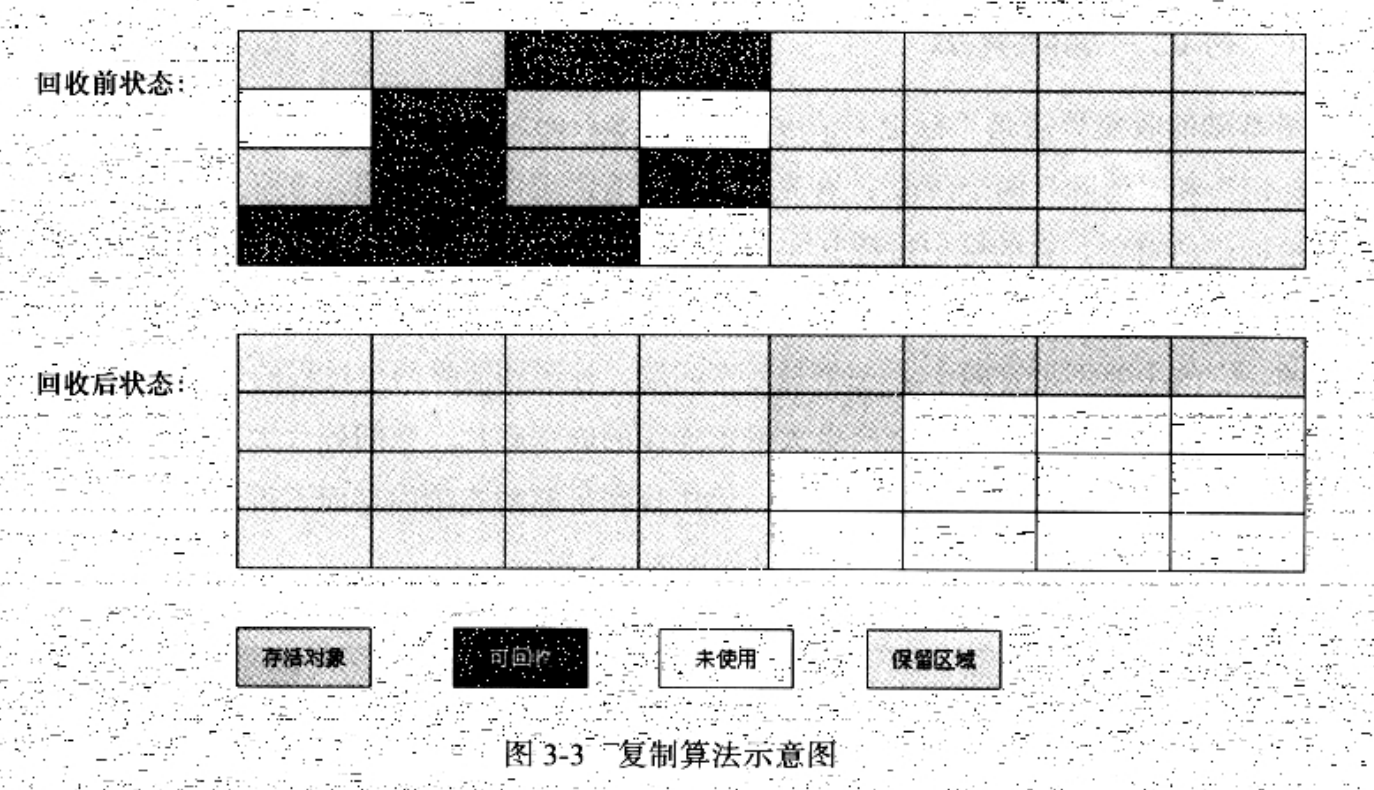 回收前状态:
回收后状态:
存活对象
可回收
未使用
保留区域
图 3-3 复制算法示意图